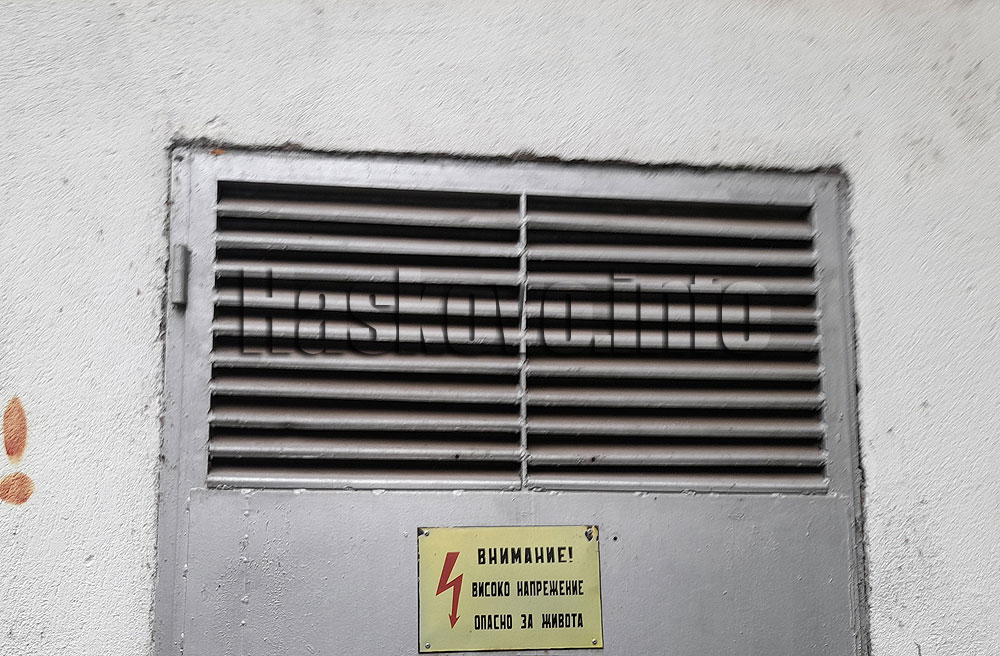 Haskovo.info
ВНИМАНИЕ!
ВИСОКО НАПРЕЖЕНИЕ
ОПАСНО ЗА ЖИВОТА
!